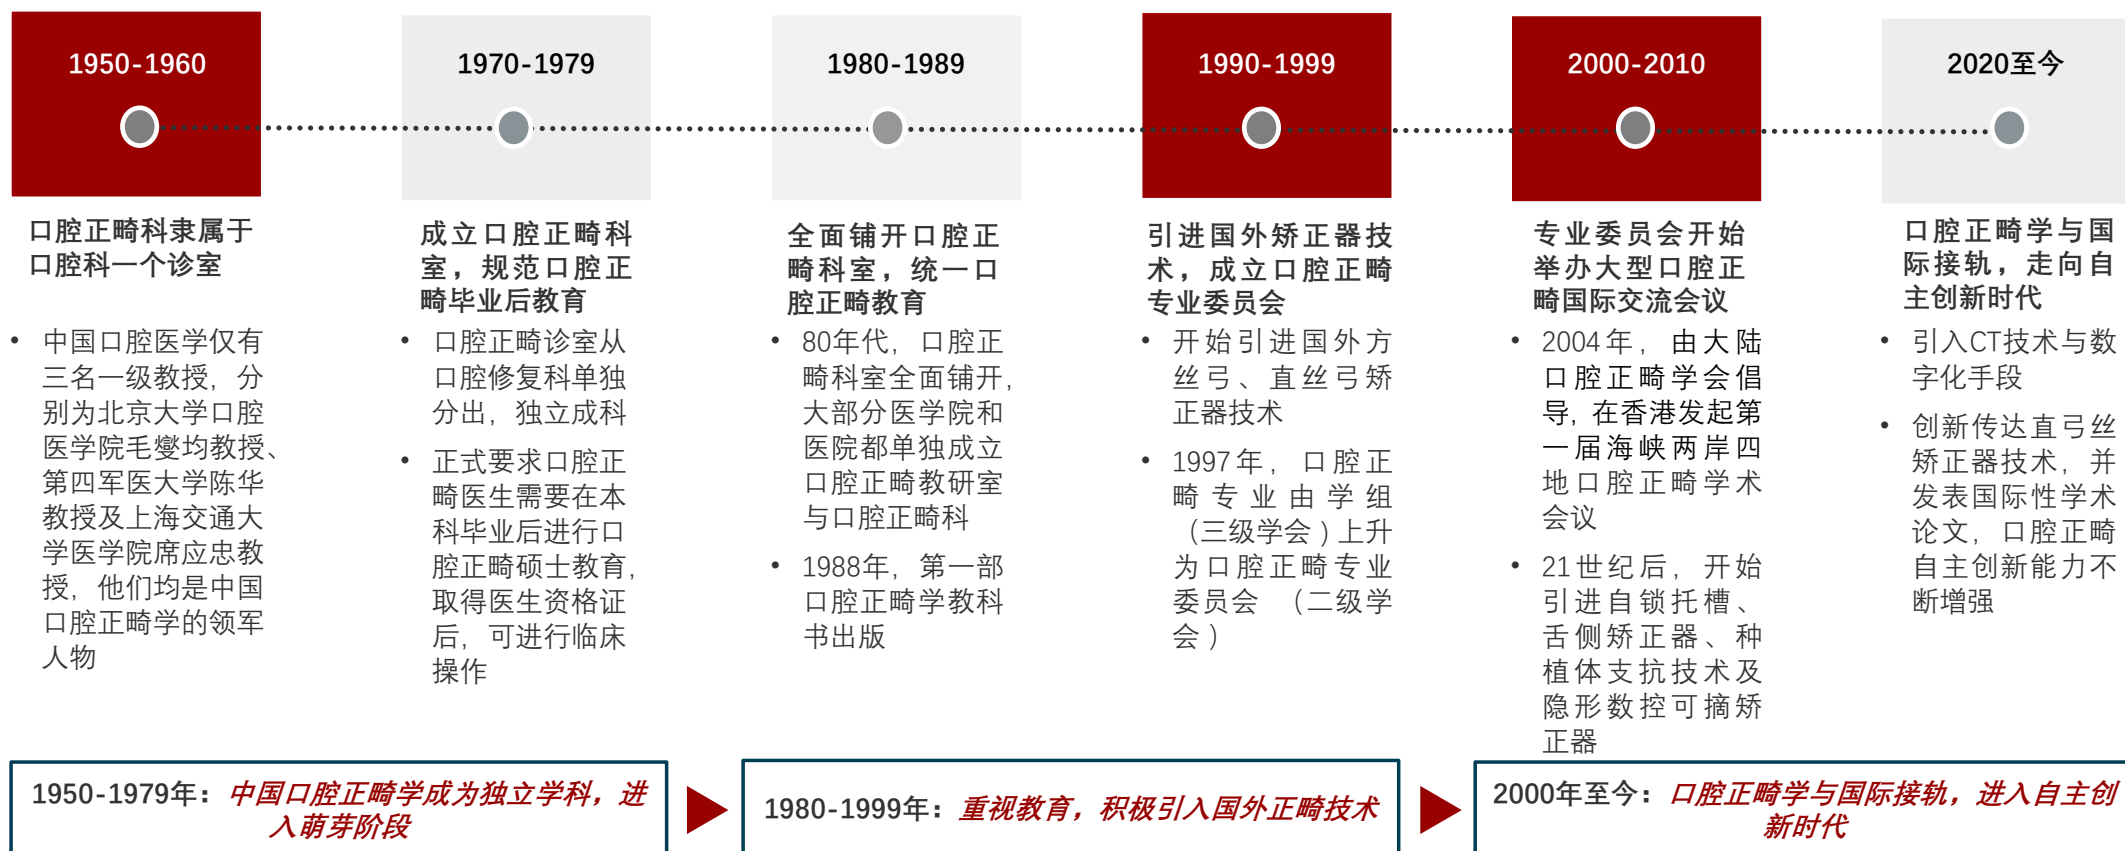 1950-1960
口腔正畸科隶属于
口腔科一个诊室
• 中国口腔医学仅有
三名一级教授，分
别为北京大学口腔
医学院毛燮均教授、
第四军医大学陈华
教授及上海交通大
学医学院席应忠教
授，他们均是中国
口腔正畸学的领军
人物
1970-1979
成立口腔正畸科
室，规范口腔正
畸毕业后教育
• 口腔正畸诊室从
口腔修复科单独
分出，独立成科
• 正式要求口腔正
畸医生需要在本
科毕业后进行口
腔正畸硕士教育，
取得医生资格证
后，可进行临床
操作
1980-1989
全面铺开口腔正
畸科室，统一口
腔正畸教育
• 80年代，口腔正
畸科室全面铺开，
大部分医学院和
医院都单独成立
口腔正畸教研室
与口腔正畸科
• 1988年，第一部
口腔正畸学教科
书出版
1990-1999
引进国外矫正器技
术，成立口腔正畸
专业委员会
• 开始引进国外方
丝弓、直丝弓矫
正器技术
• 1997年，口腔正
畸专业由学组
（三级学会）上升
为口腔正畸专业
委员会 （二级学
会）
2000-2010
专业委员会开始
举办大型口腔正
畸国际交流会议
• 2004年，由大陆
口腔正畸学会倡
导，在香港发起第
一届海峡两岸四
地口腔正畸学术
会议
• 21世纪后，开始
引进自锁托槽、
舌侧矫正器、种
植体支抗技术及
隐形数控可摘矫
正器
2020至今
口腔正畸学与国
际接轨，走向自
主创新时代
• 引入CT技术与数
字化手段
• 创新传达直弓丝
矫正器技术，并
发表国际性学术
论文，口腔正畸
自主创新能力不
断增强
1950-1979年：中国口腔正畸学成为独立学科，进
入萌芽阶段
1980-1999年：重视教育，积极引入国外正畸技术
2000年至今：口腔正畸学与国际接轨，进入自主创
新时代